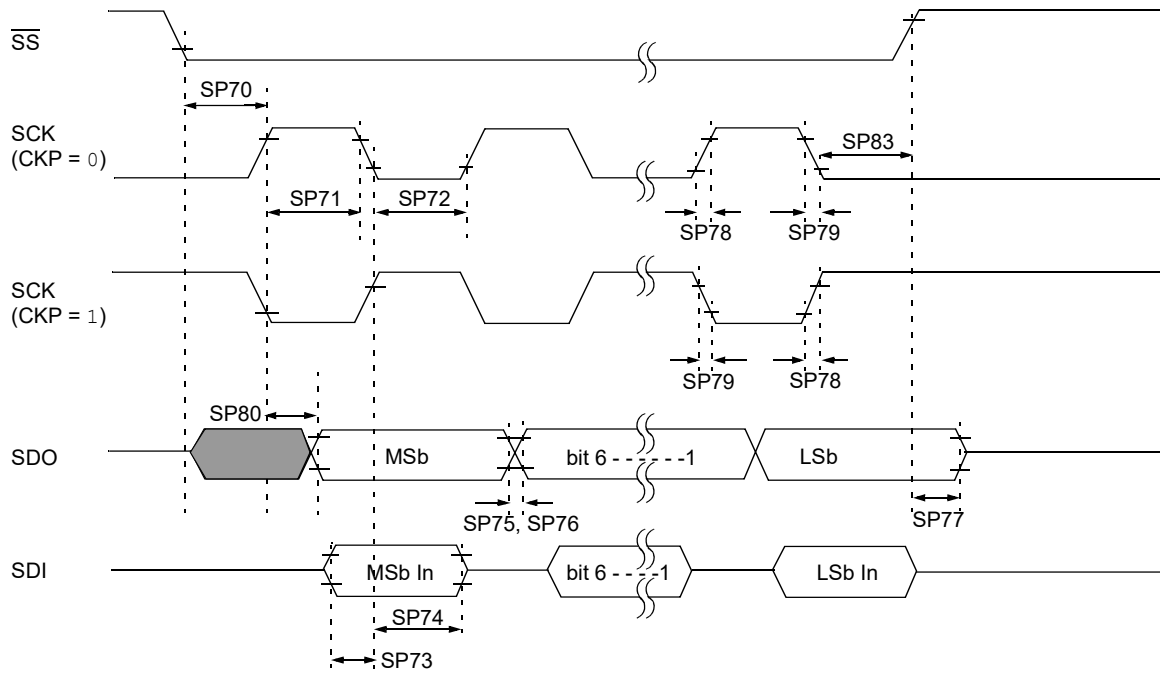 SS
SP70
SCK
(CKP = 0)
SP83
SP71
SP72
SP78
SP79
SCK
(CKP = 1)
SP79
SP78
SP80
SDO
MSb
bit 6 - - - - - -1
LSb
SP75, SP76
SP77
SDI
MSb In
bit 6 - - - -1
LSb In
SP74
SP73